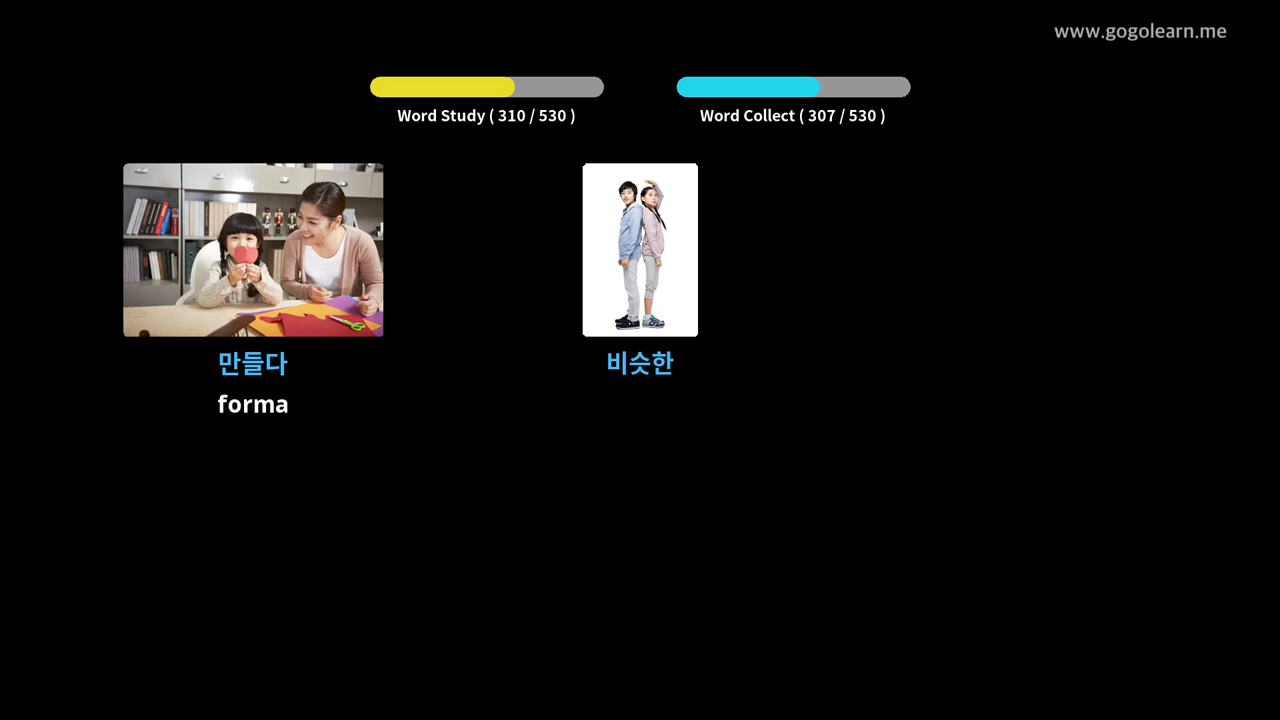 www.gogolearn.me
Word Study ( 310 / 530 )
Word Collect ( 307 / 530 )
만들다
forma
비슷한